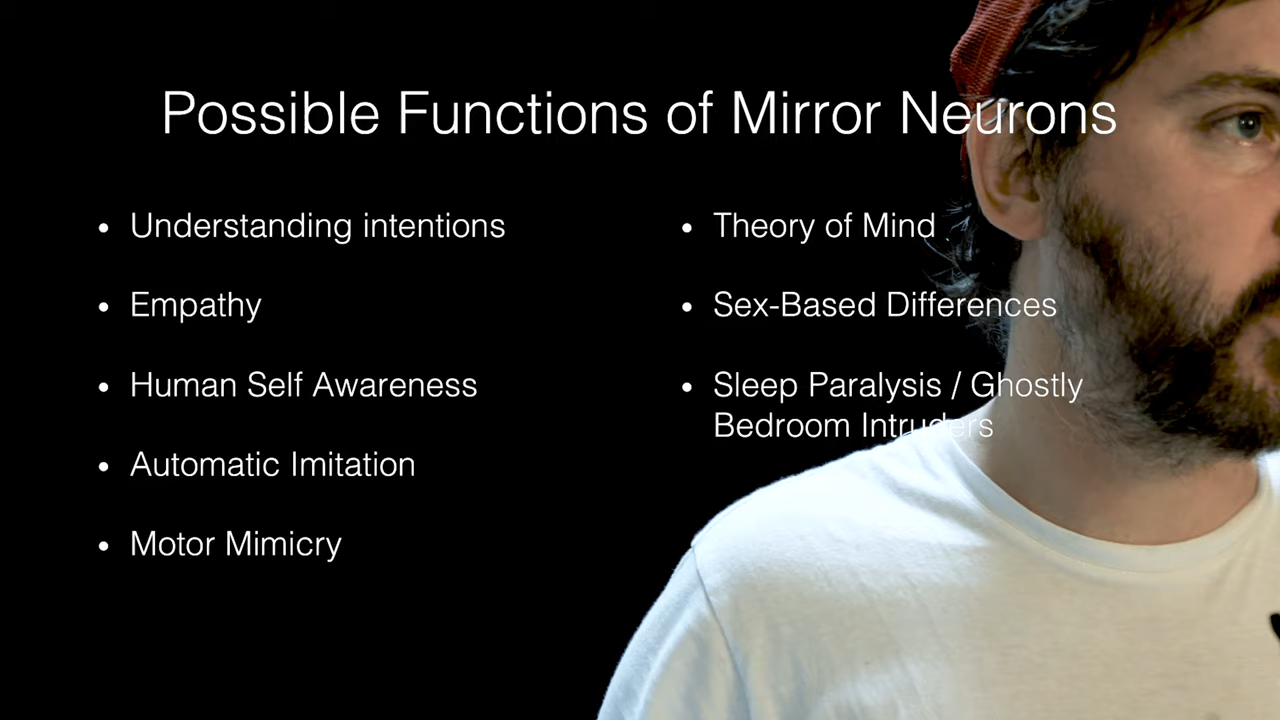 Possible Functions of Mirror Neurons
• Understanding intentions
• Empathy
• Human Self Awareness
• Automatic Imitation
• Motor Mimicry
• Theory of Mind
• Sex-Based Differences
• Sleep Paralysis / Ghostly
Bedroom Intruders